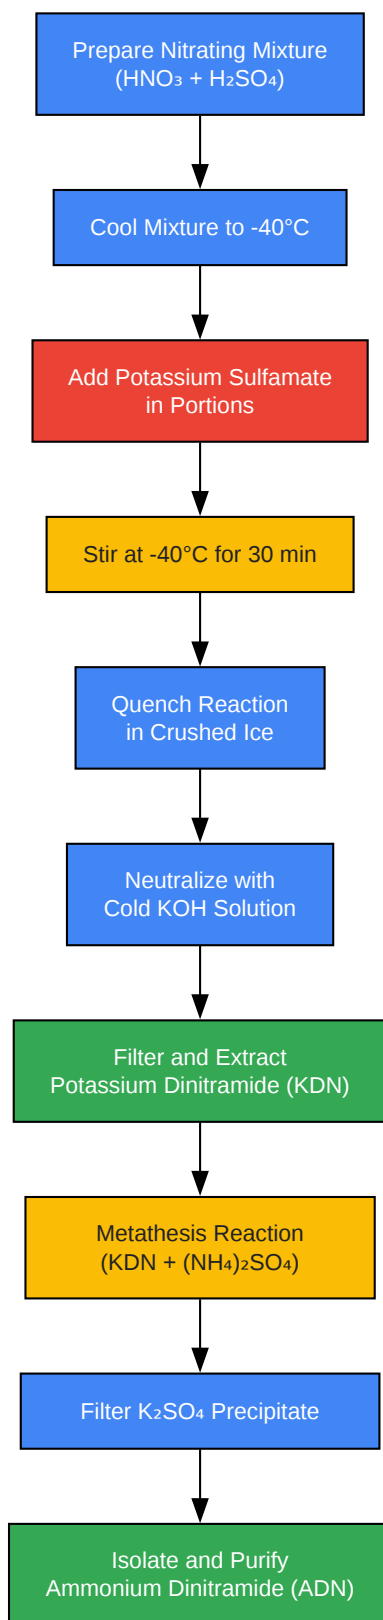 Prepare Nitrating Mixture
(HNO₃ + H₂SO₄)
Cool Mixture to -40°C
Add Potassium Sulfamate
in Portions
Stir at -40°C for 30 min
Quench Reaction
in Crushed Ice
Neutralize with
Cold KOH Solution
Filter and Extract
Potassium Dinitramide (KDN)
Metathesis Reaction
(KDN + (NH₄)₂SO₄)
Filter K₂SO₄ Precipitate
Isolate and Purify
Ammonium Dinitramide (ADN)